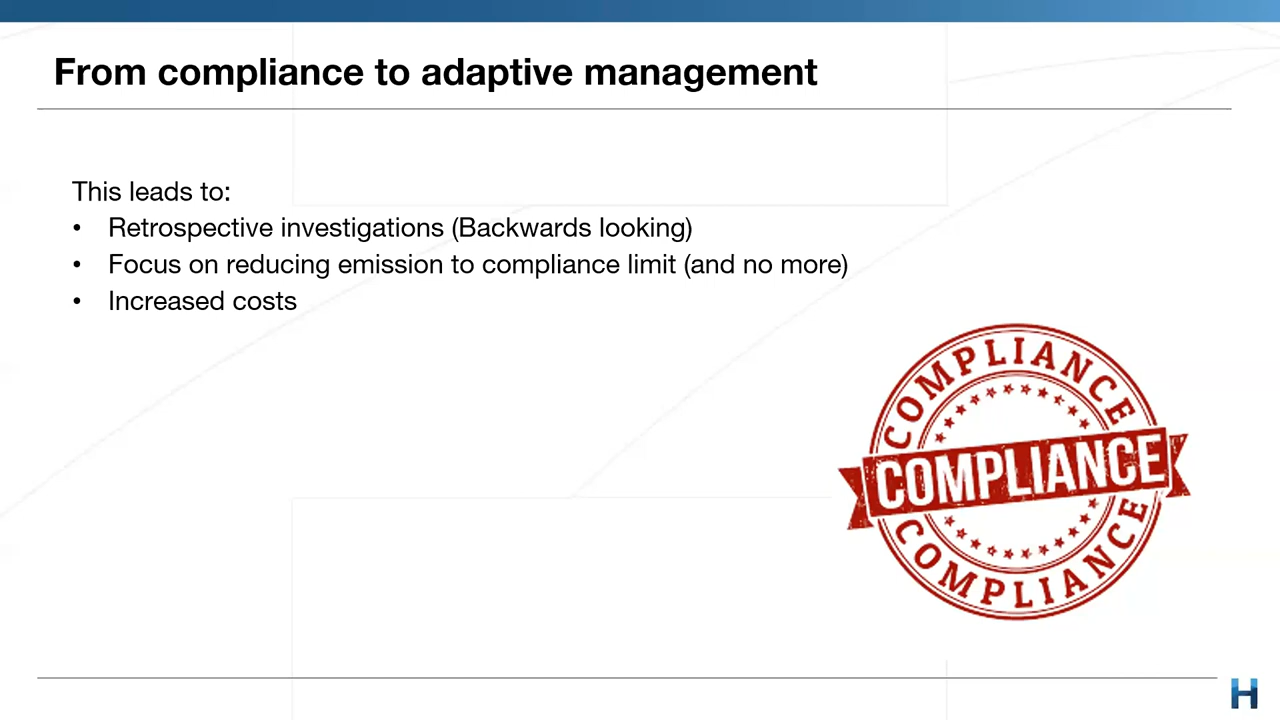 From compliance to adaptive management
This leads to:
• Retrospective investigations (Backwards looking)
• Focus on reducing emission to compliance limit (and no more)
• Increased costs
COMPLIANCE
COMPLIANCE
COMPLIANCE
H